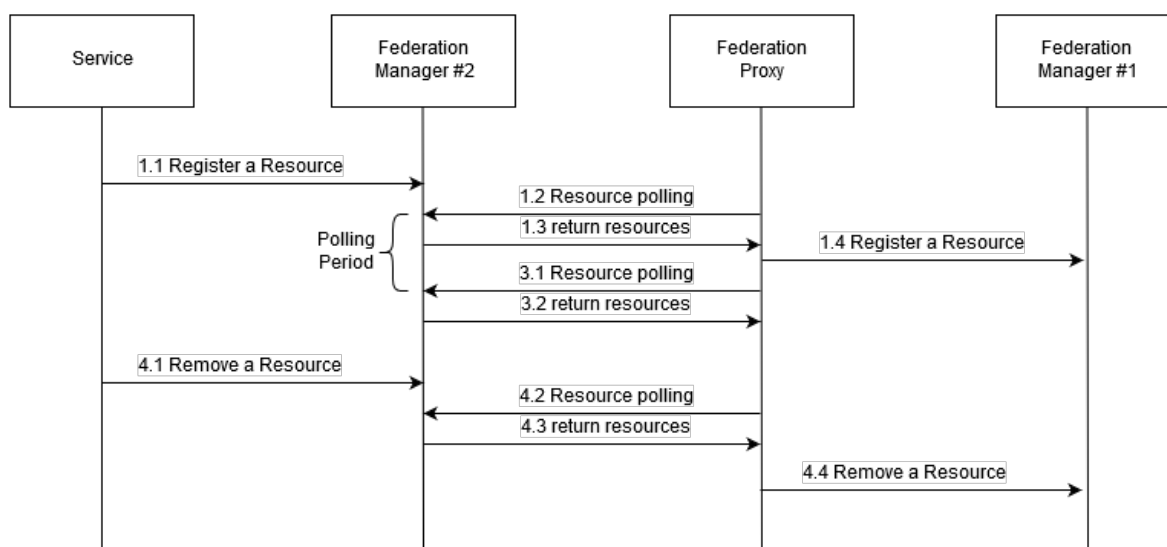 Service
Federation
Manager #2
Federation
Proxy
Federation
Manager #1
1.1 Register a Resource
1.2 Resource polling
1.3 return resources
1.4 Register a Resource
Polling
Period
3.1 Resource polling
3.2 return resources
4.1 Remove a Resource
4.2 Resource polling
4.3 return resources
4.4 Remove a Resource